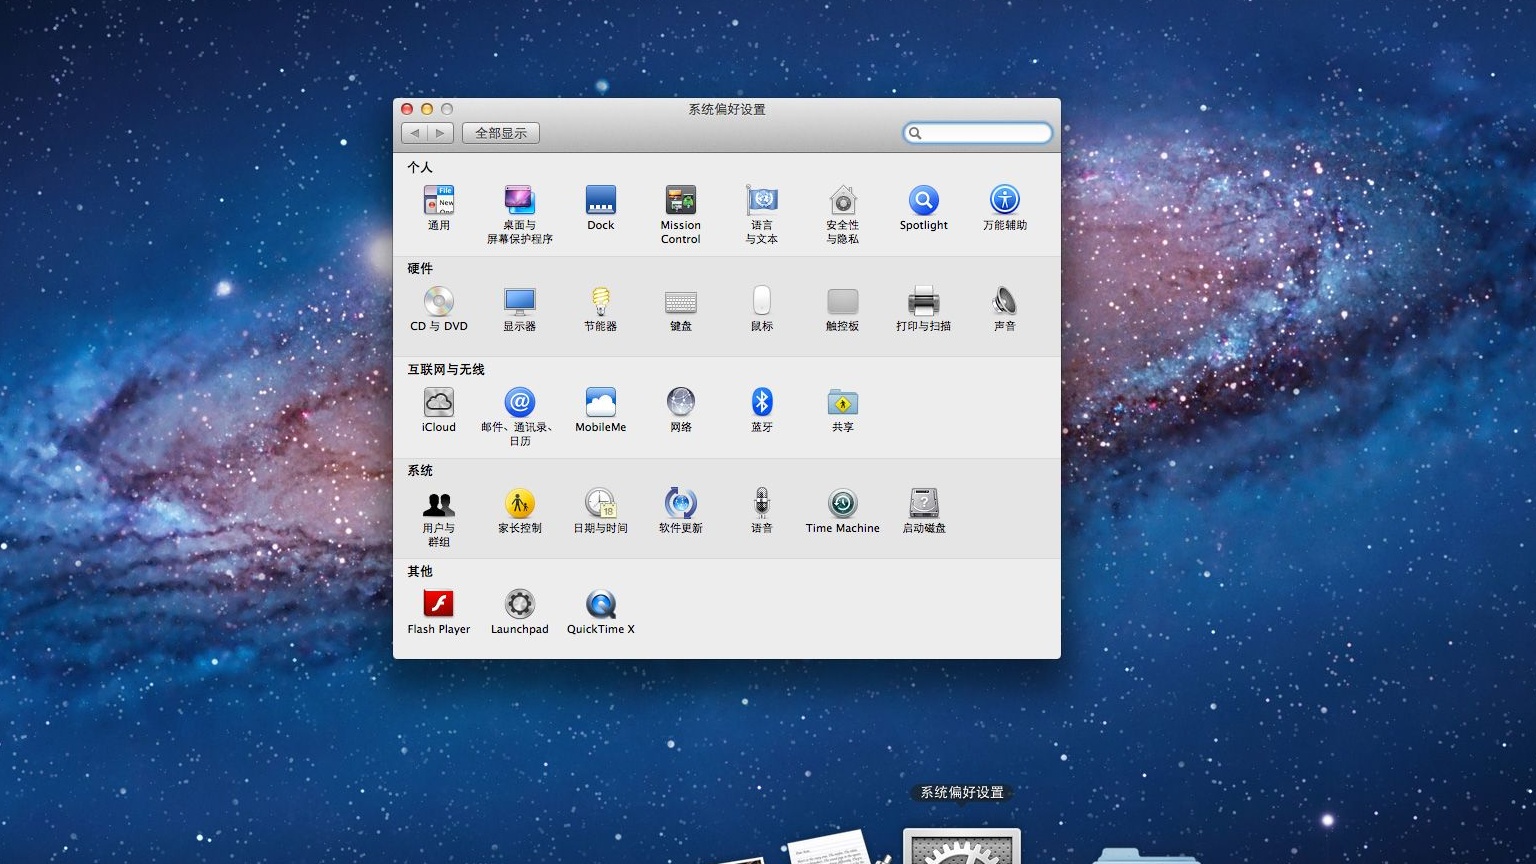 系统偏好设置
全部显示
个人
通用
桌面与
屏幕保护程序
Dock
Mission
Control
语言
与文本
安全性
与隐私
Spotlight
万能辅助
硬件
CD 与 DVD
显示器
节能器
键盘
鼠标
触控板
打印与扫描
声音
互联网与无线
iCloud
邮件、通讯录、
日历
MobileMe
网络
蓝牙
共享
系统
用户与
群组
家长控制
日期与时间
软件更新
语音
Time Machine
启动磁盘
其他
Flash Player
Launchpad
QuickTime X
系统偏好设置